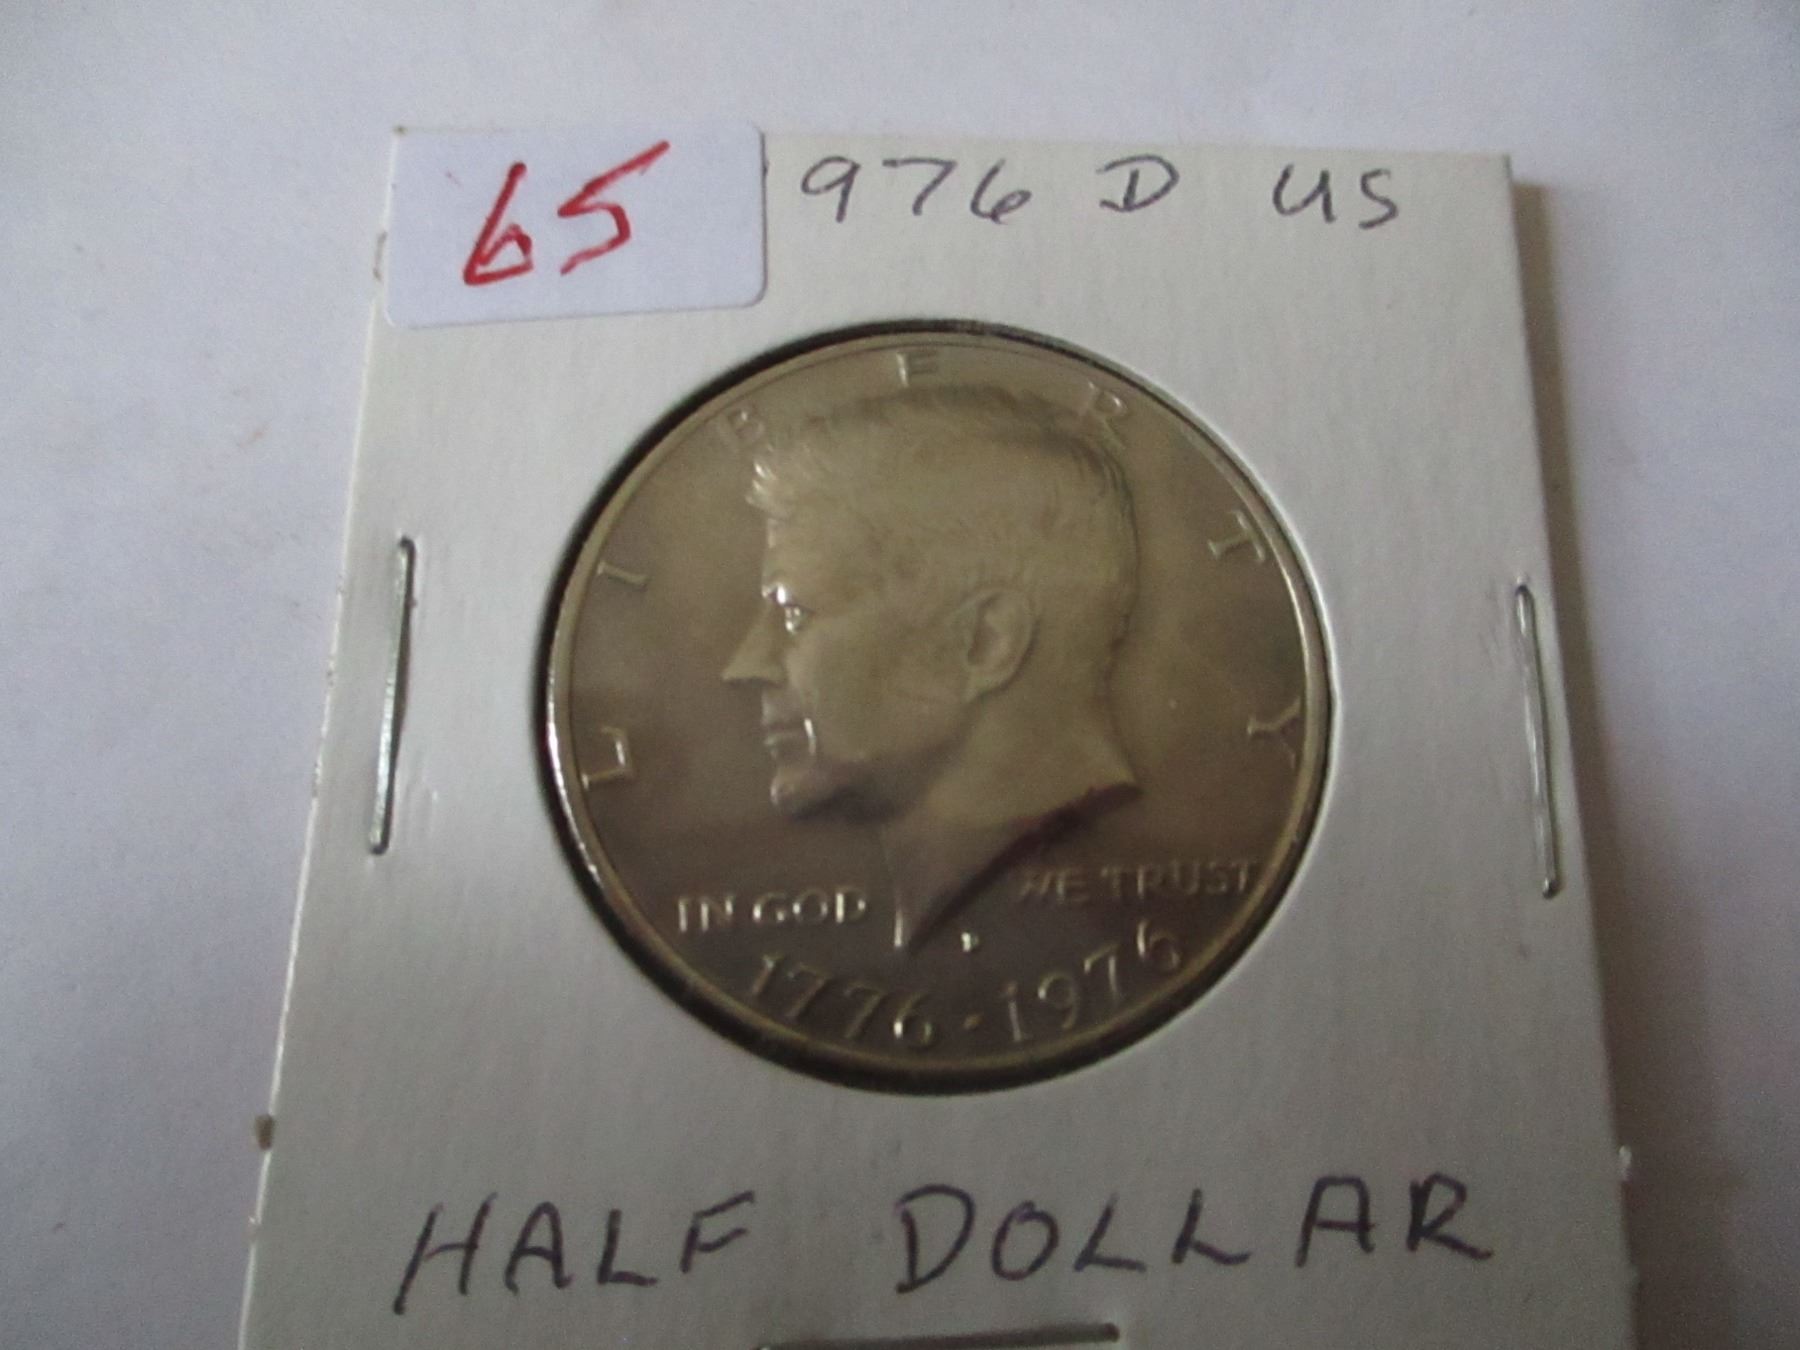 65
976 D US
LIBERTY
IN GOD WE TRUST
D
1776-1976
HALF DOLLAR